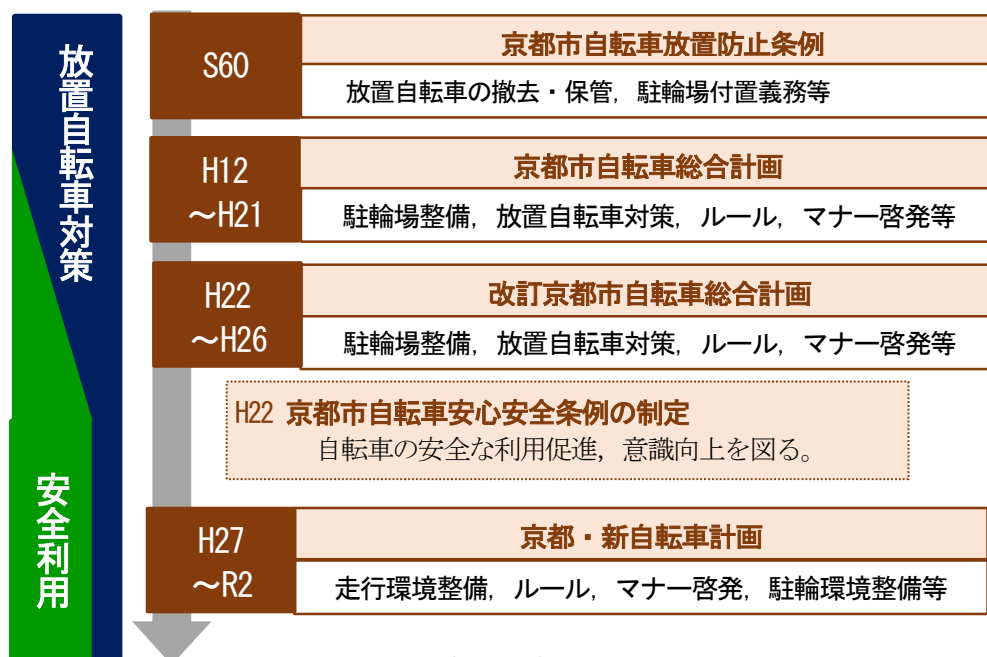 放置自転車対策
安全利用
S60
京都市自転車放置防止条例
放置自転車の撤去・保管,駐輪場付置義務等
H12
～H21
京都市自転車総合計画
駐輪場整備,放置自転車対策,ルール,マナー啓発等
H22
～H26
改訂京都市自転車総合計画
駐輪場整備,放置自転車対策,ルール,マナー啓発等
H22 京都市自転車安心安全条例の制定
自転車の安全な利用促進,意識向上を図る。
H27
～R2
京都・新自転車計画
走行環境整備,ルール,マナー啓発,駐輪環境整備等